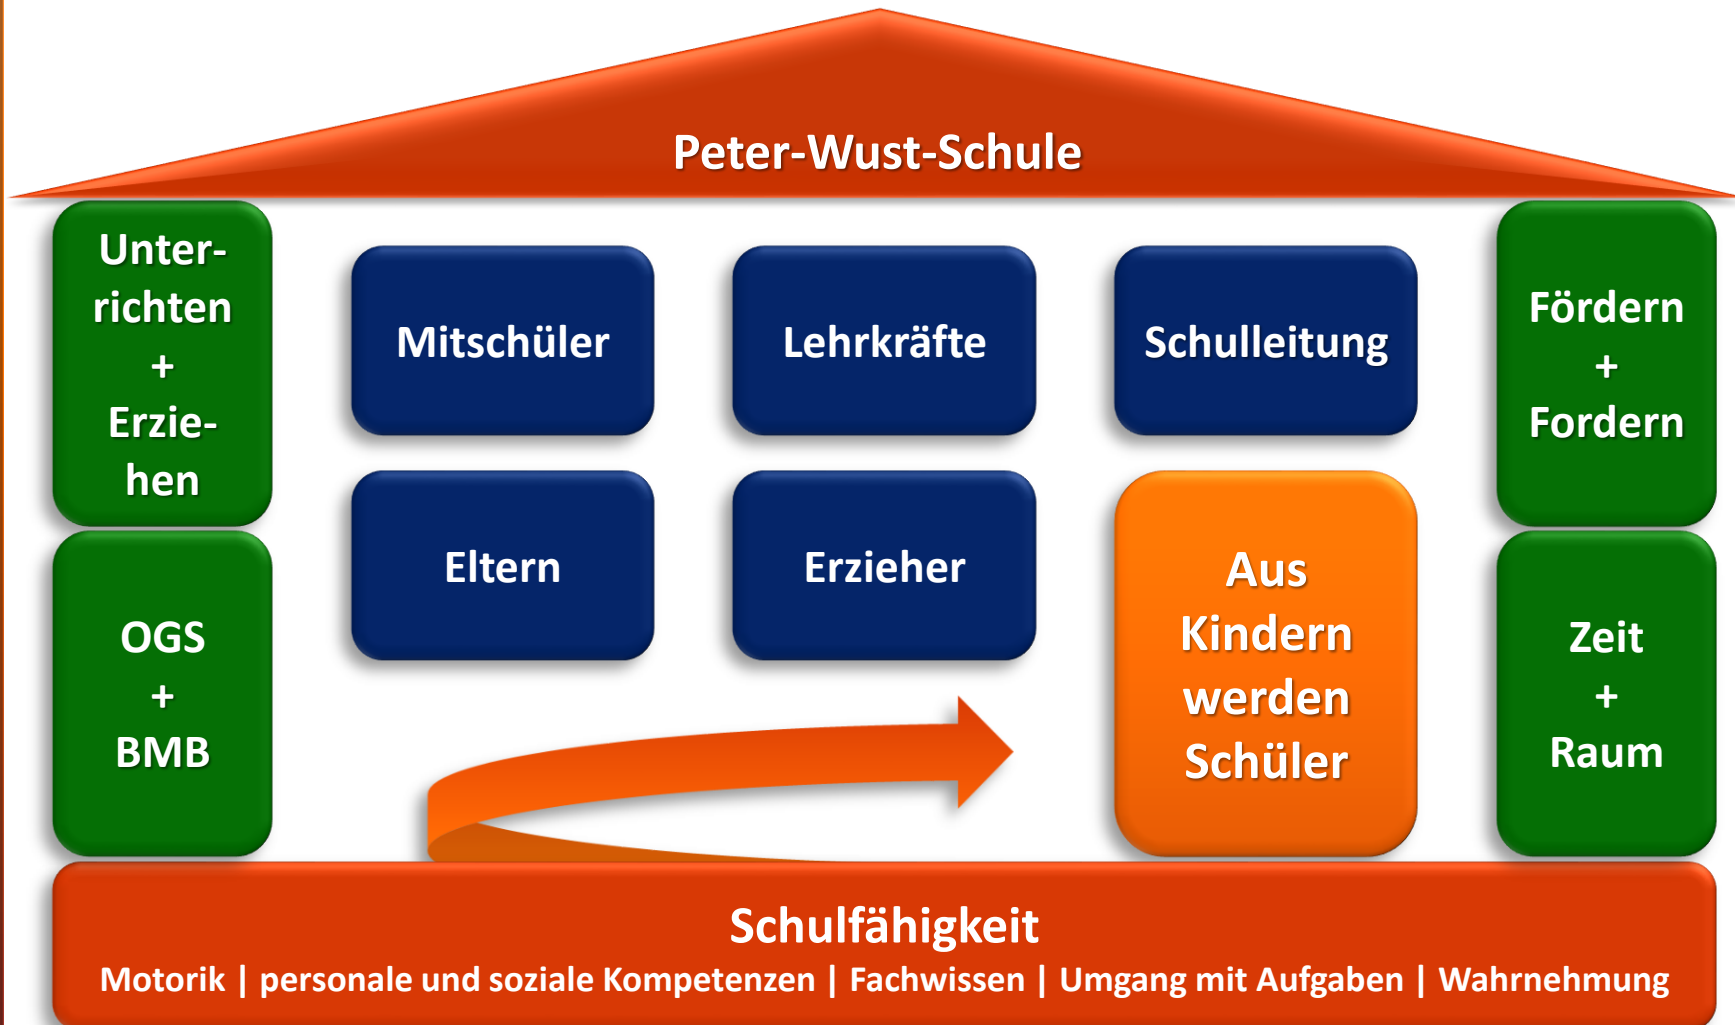 Peter-Wust-Schule
Unter-
richten
+
Erzie-
hen
Mitschüler
Lehrkräfte
Schulleitung
Fördern
+
Fordern
Eltern
Erzieher
Aus
Kindern
werden
Schüler
OGS
+
BMB
Zeit
+
Raum
Schulfähigkeit
Motorik | personale und soziale Kompetenzen | Fachwissen | Umgang mit Aufgaben | Wahrnehmung